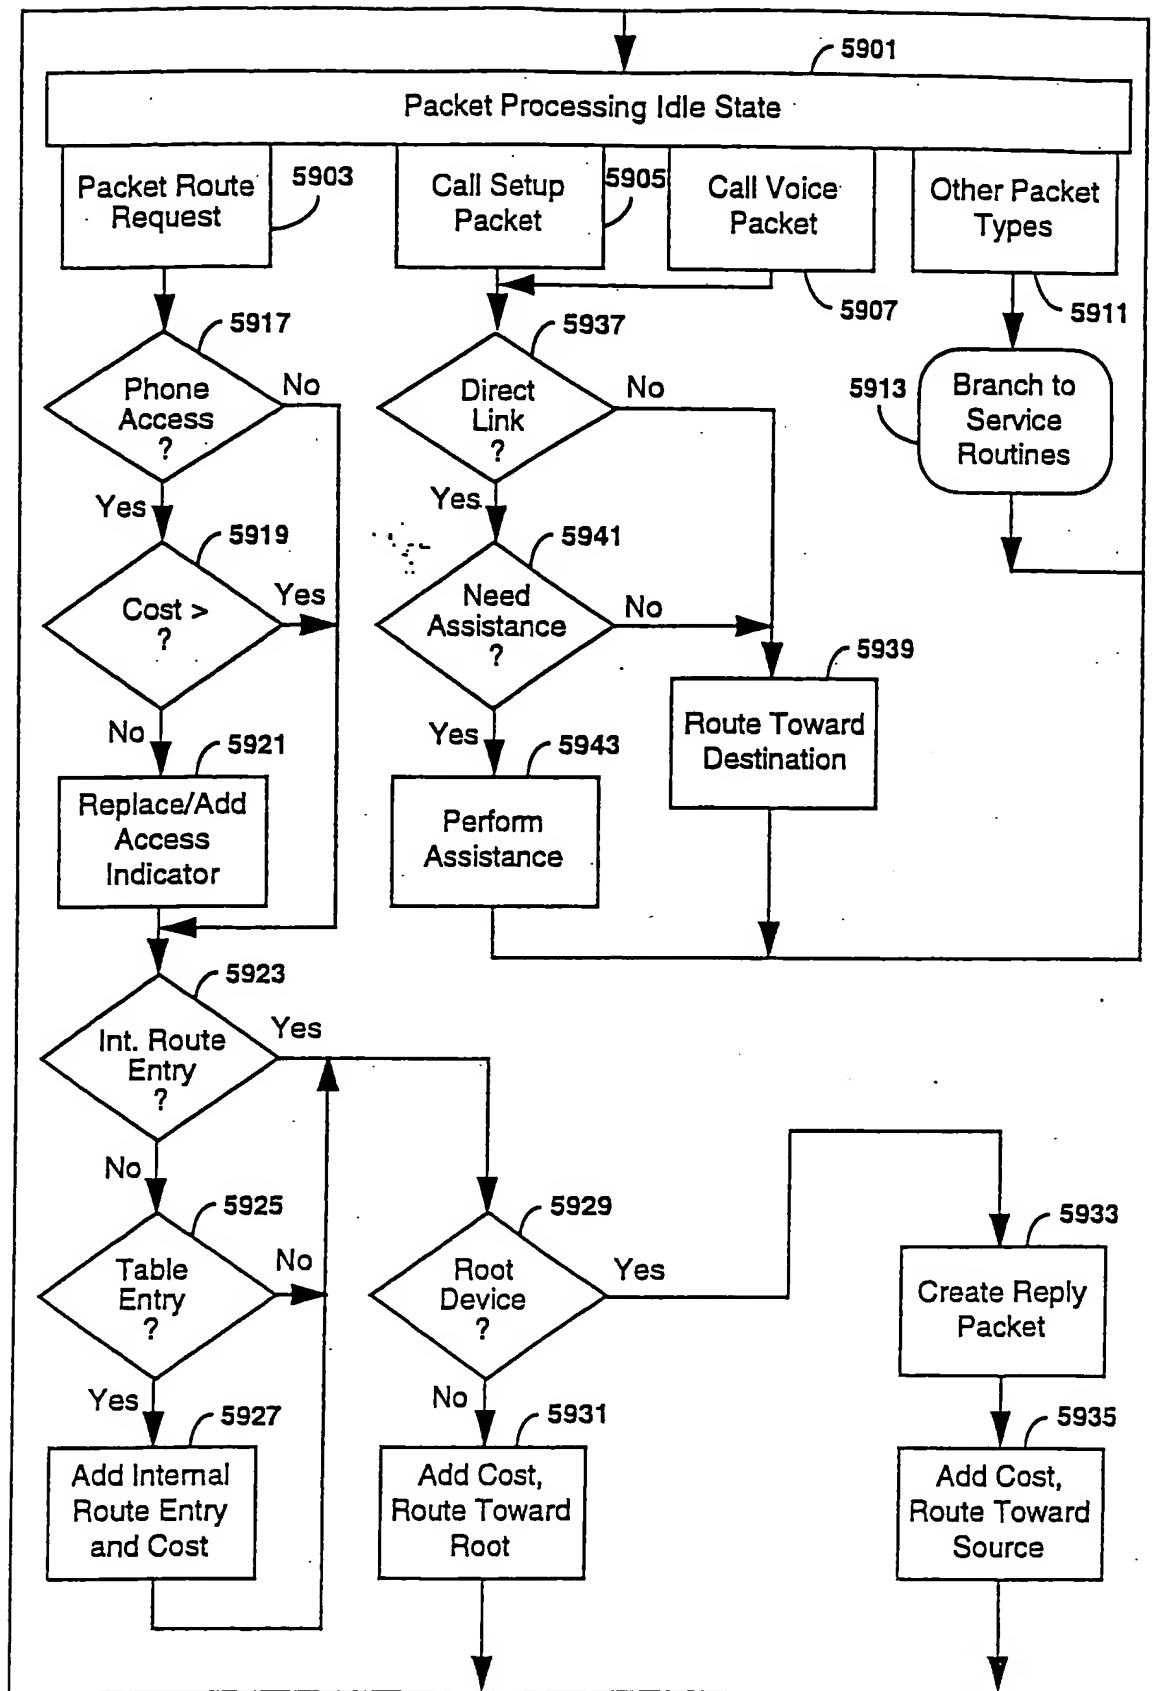 5901
Packet Processing Idle State
Packet Route
Request
5903
Call Setup
Packet
5905
Call Voice
Packet
5907
Other Packet
Types
5911
5917
Phone
Access
?
No
Yes
5937
Direct
Link
?
No
Yes
5913
Branch to
Service
Routines
5919
Cost >
?
Yes
No
5941
Need
Assistance
?
No
Yes
5939
Route Toward
Destination
5921
Replace/Add
Access
Indicator
5943
Perform
Assistance
5923
Int. Route
Entry
?
Yes
No
5925
Table
Entry
?
No
Yes
5929
Root
Device
?
Yes
No
5933
Create Reply
Packet
5927
Add Internal
Route Entry
and Cost
5931
Add Cost,
Route Toward
Root
5935
Add Cost,
Route Toward
Source